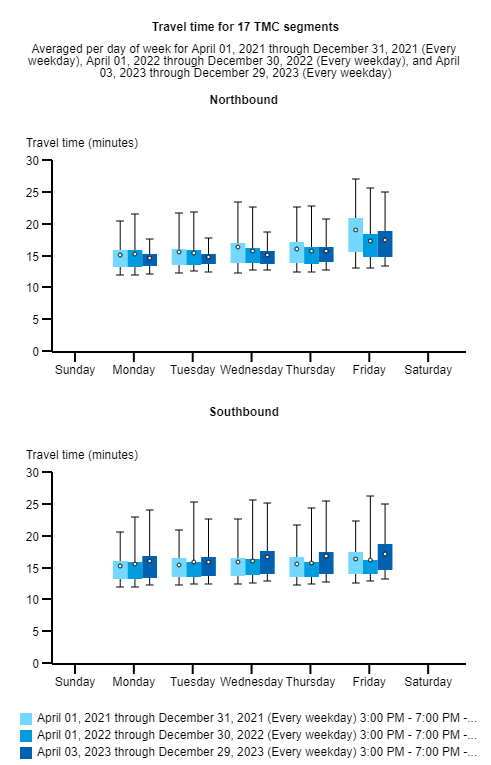 Travel time for 17 TMC segments
Averaged per day of week for April 01, 2021 through December 31, 2021 (Every
weekday), April 01, 2022 through December 30, 2022 (Every weekday), and April
03, 2023 through December 29, 2023 (Every weekday)
Northbound
Travel time (minutes)
30
25
20
15
10
5
0
Sunday Monday Tuesday Wednesday Thursday Friday Saturday
Southbound
Travel time (minutes)
30
25
20
15
10
5
0
Sunday Monday Tuesday Wednesday Thursday Friday Saturday
April 01, 2021 through December 31, 2021 (Every weekday) 3:00 PM - 7:00 PM -...
April 01, 2022 through December 30, 2022 (Every weekday) 3:00 PM - 7:00 PM -...
April 03, 2023 through December 29, 2023 (Every weekday) 3:00 PM - 7:00 PM -...